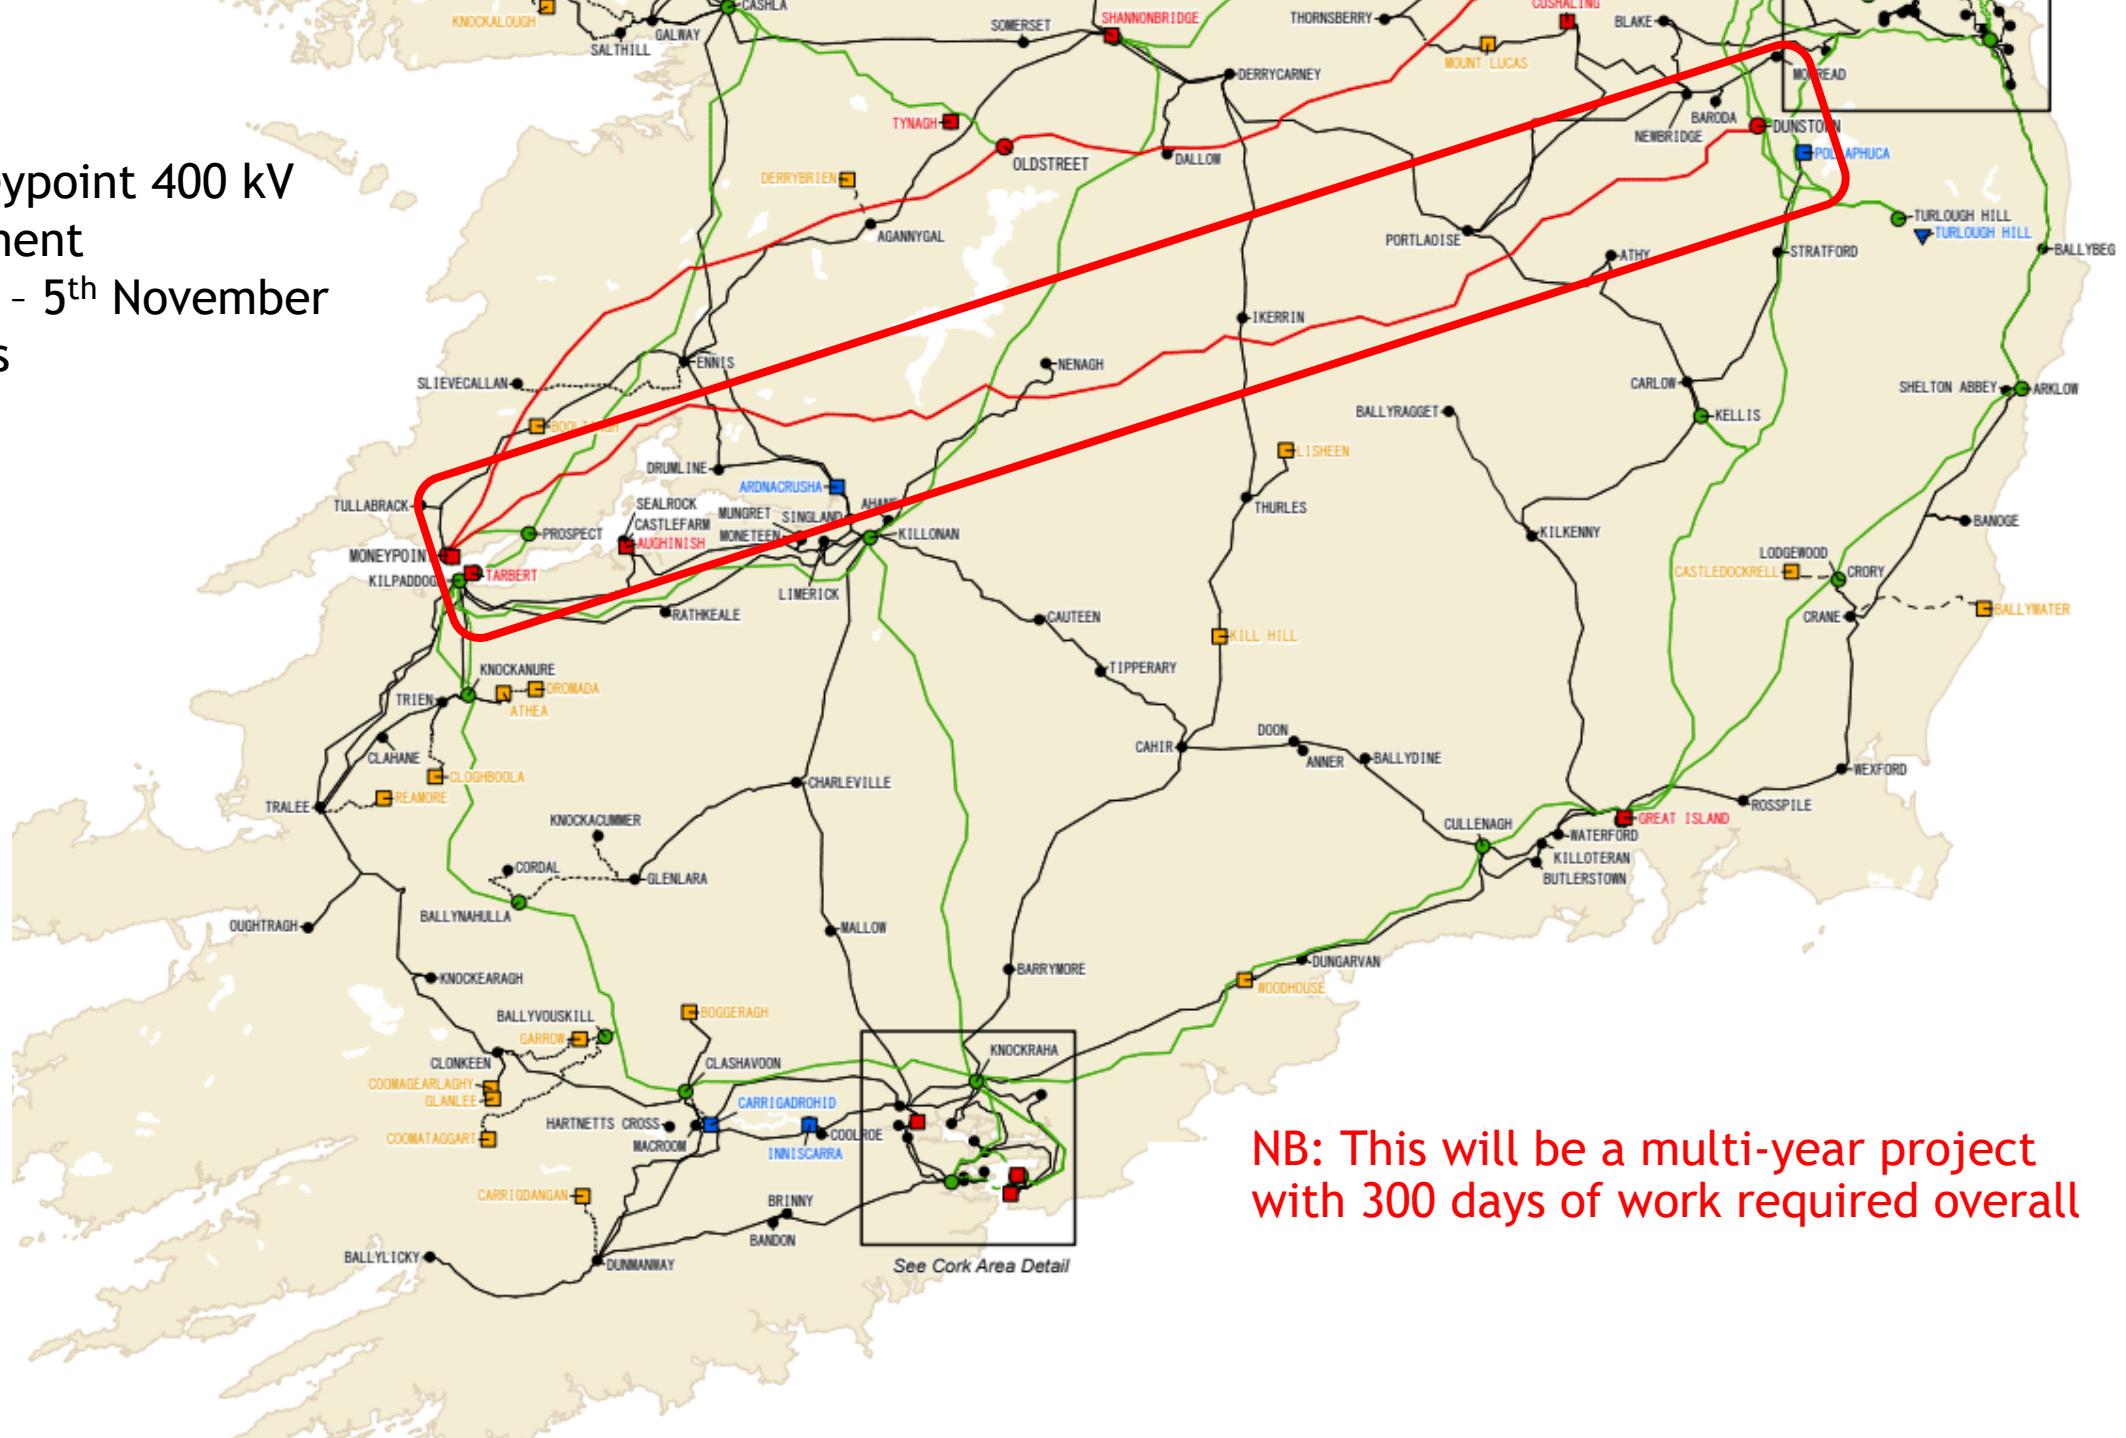 ypoint 400 kV
nent
– 5th November
s
KNOCKALOUGH
CASHLA
GALWAY
SALTHILL
SOMERSET
SHANNONBRIDGE
THORNSBERRY
CUSHALING
BLAKE
MOUNT LUCAS
DERRYCARNEY
BARODA
NEWBRIDGE
DUNSTOWN
TYNAGH
OLDSTREET
DALLOW
DERRYBRIEN
AGANNYGAL
PORTLAOISE
ATHY
STRATFORD
TURLOUGH HILL
TURLOUGH HILL
BALLYBEG
IKERRIN
ENNIS
NENAGH
SLIEVECALLAN
CARLOW
SHELTON ABBEY
ARKLOW
BALLYRAGGET
KELLIS
LISHEEN
DRUMLINE
ARDNACRUSHA
TULLABRACK
SEALROCK
CASTLEFARM
MUNGRET
SINGLAND
AHANE
THURLES
AUGHINISH
MONETEEN
KILLONAN
PROSPECT
KILKENNY
BANOGE
MONEYPOINT
KILPADDOG
TARBERT
LIMERICK
LODGEWOOD
CASTLEDOCKRELL
CRORY
RATHKEALE
CAUTEEN
CRANE
BALLYWATER
KILL HILL
KNOCKANURE
TIPPERARY
TRIEN
DROMADA
ATHEA
CLAHANE
CAHIR
DOON
ANNER
BALLYDINE
CLOGHBOOLA
CHARLEVILLE
WEXFORD
TRALEE
REAMORE
ROSSPILE
KNOCKACUMMER
CULLENAGH
GREAT ISLAND
WATERFORD
KILLOTERAN
BUTLERSTOWN
CORDAL
GLENLARA
BALLYNAHULLA
OUGHTRAGH
MALLOW
KNOCKEARAGH
BARRYMORE
DUNGARVAN
WOODHOUSE
BALLYVOUSKILL
BOGGERAGH
GARROW
CLONKEEN
CLASHAVOON
KNOCKRAHA
COOMAGEARLAGHY
GLANLEE
CARRIGADROHID
HARTNETTS CROSS
COOMATAGGART
MACROOM
COOLROE
INNISCARRA
CARRIGDANGAN
BRINNY
BANDON
BALLYLICKY
DUNMANWAY
See Cork Area Detail
NB: This will be a multi-year project
with 300 days of work required overall